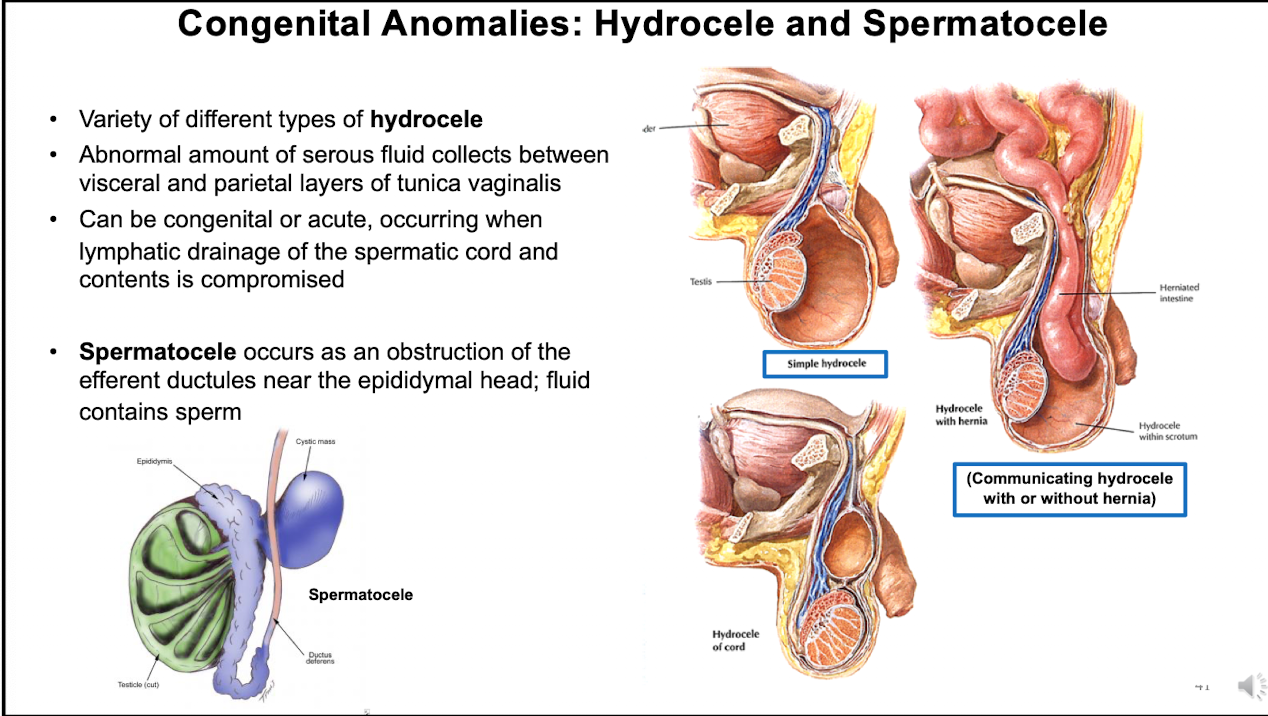 Congenital Anomalies: Hydrocele and Spermatocele
• Variety of different types of hydrocele
• Abnormal amount of serous fluid collects between
visceral and parietal layers of tunica vaginalis
• Can be congenital or acute, occurring when
lymphatic drainage of the spermatic cord and
contents is compromised
• Spermatocele occurs as an obstruction of the
efferent ductules near the epididymal head; fluid
contains sperm
Cystic mass
Epididymis
Spermatocele
Ductus
deferens
Testicle (cut)
der
Testis
Simple hydrocele
Herniated
intestine
Hydrocele
with hernia
Hydrocele
within scrotum
(Communicating hydrocele
with or without hernia)
Hydrocele
of cord